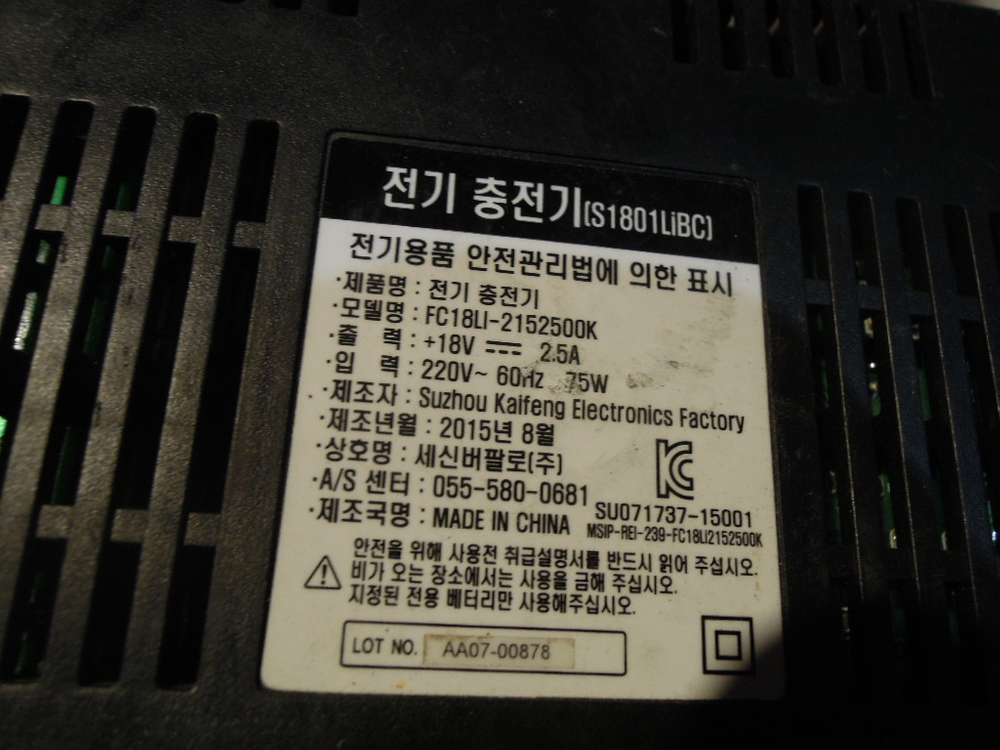 전기 충전기(S1801LiBC)
전기용품 안전관리법에 의한 표시
·제품명 : 전기 충전기
·모델명 : FC18LI-2152500K
·출 력 : +18V ⎓ 2.5A
·입 력 : 220V~ 60Hz 75W
·제조자 : Suzhou Kaifeng Electronics Factory
·제조년월 : 2015년 8월
·상호명 : 세신버팔로(주)
·A/S 센터 : 055-580-0681
·제조국명 : MADE IN CHINA
SU071737-15001
MSIP-REI-239-FC18LI2152500K
안전을 위해 사용전 취급설명서를 반드시 읽어 주십시오.
비가 오는 장소에서는 사용을 금해 주십시오.
지정된 전용 베터리만 사용해주십시오.
LOT NO. AA07-00878